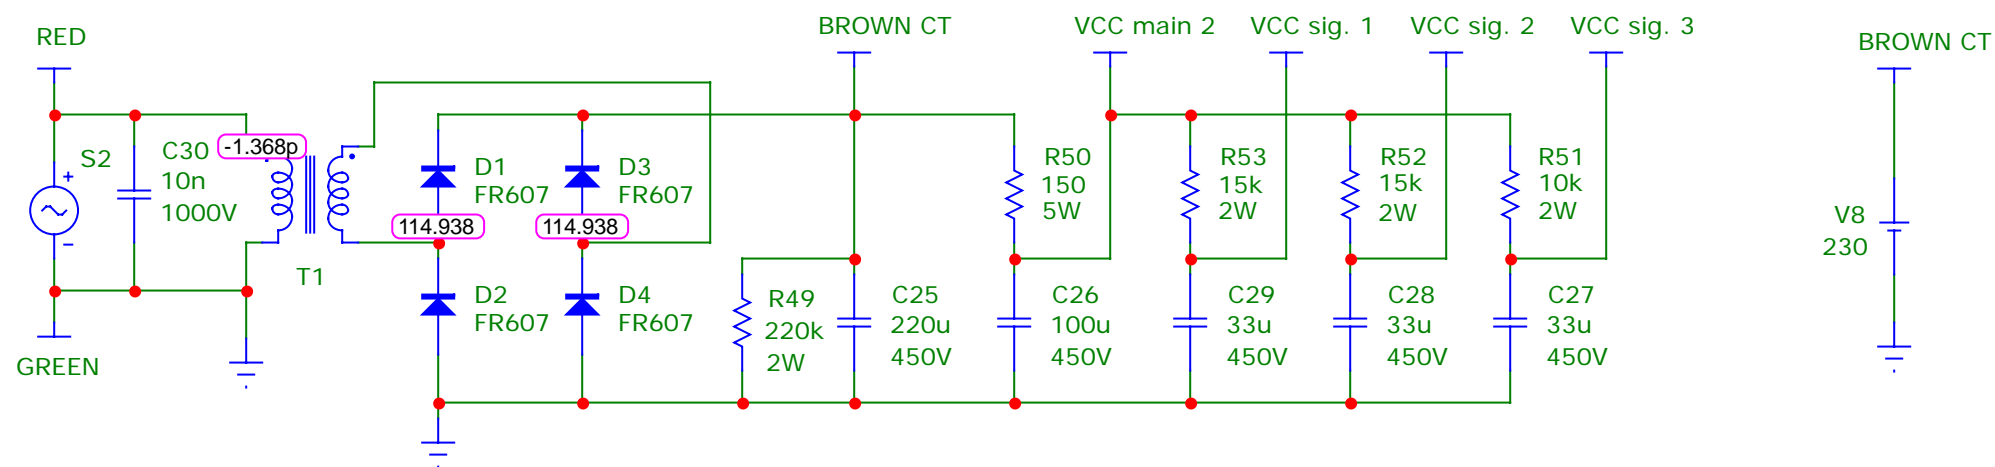 RED
BROWN CT
VCC main 2
VCC sig. 1
VCC sig. 2
VCC sig. 3
BROWN CT
S2
+
−
C30
10n
1000V
-1.368p
T1
GREEN
D1
FR607
D3
FR607
114.938
114.938
D2
FR607
D4
FR607
R50
150
5W
R53
15k
2W
R52
15k
2W
R51
10k
2W
R49
220k
2W
C25
220u
450V
C26
100u
450V
C29
33u
450V
C28
33u
450V
C27
33u
450V
V8
230